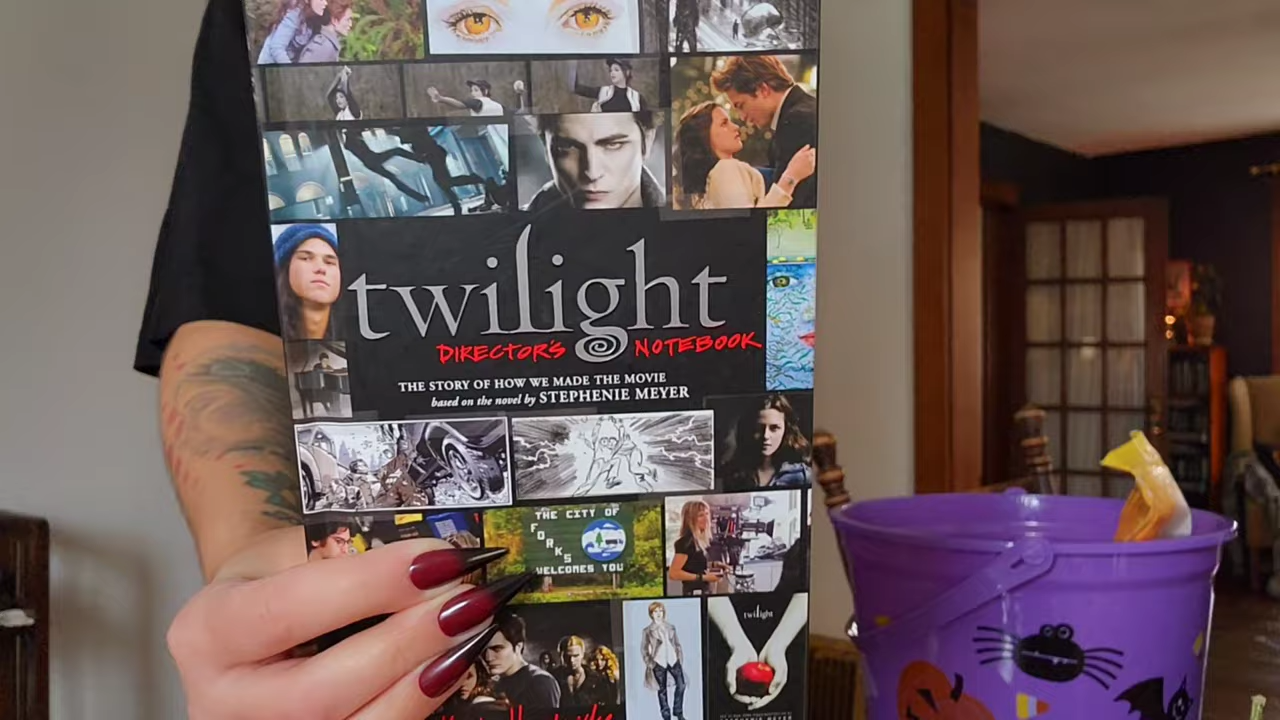 twilight
DIRECTOR'S NOTEBOOK
THE STORY OF HOW WE MADE THE MOVIE
based on the novel by STEPHENIE MEYER
THE CITY OF
FORKS
WELCOMES YOU
twilight